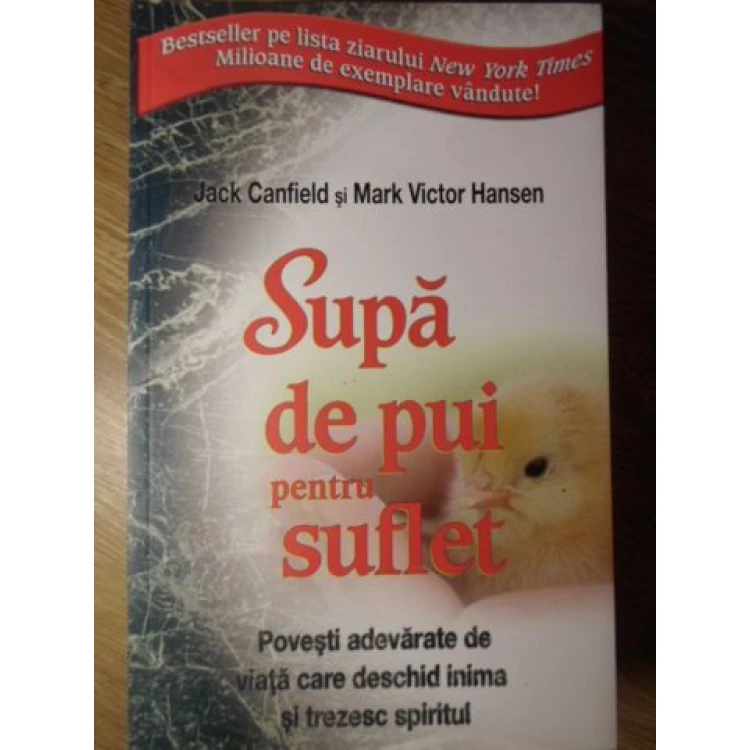 Bestseller pe lista ziarului New York Times
Milioane de exemplare vândute!
Jack Canfield și Mark Victor Hansen
Supă
de pui
pentru
suflet
Povești adevărate de
viață care deschid inima
și trezesc spiritul